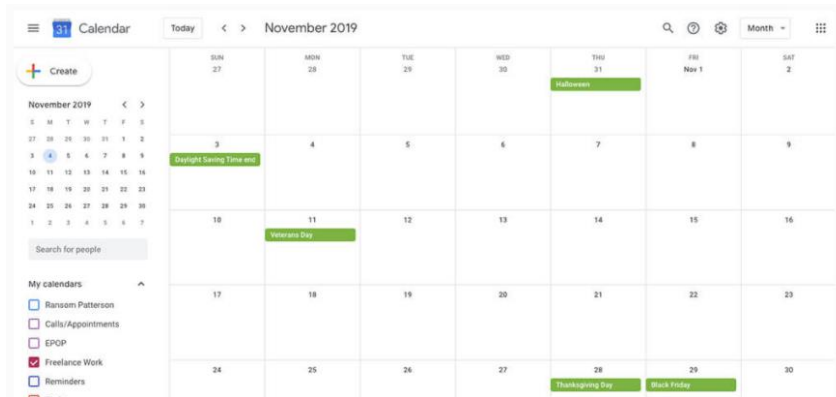 31 Calendar Today < > November 2019 Month
Create
November 2019 < >
S M T W T F S
27 28 29 30 31 1 2
3 4 5 6 7 8 9
10 11 12 13 14 15 16
17 18 19 20 21 22 23
24 25 26 27 28 29 30
1 2 3 4 5 6 7
Search for people
My calendars
Ransom Patterson
Calls/Appointments
EPOP
Freelance Work
Reminders
SUN MON TUE WED THU FRI SAT
27 28 29 30 31 Nov 1 2
Halloween
3 4 5 6 7 8 9
Daylight Saving Time end
10 11 12 13 14 15 16
Veterans Day
17 18 19 20 21 22 23
24 25 26 27 28 29 30
Thanksgiving Day Black Friday